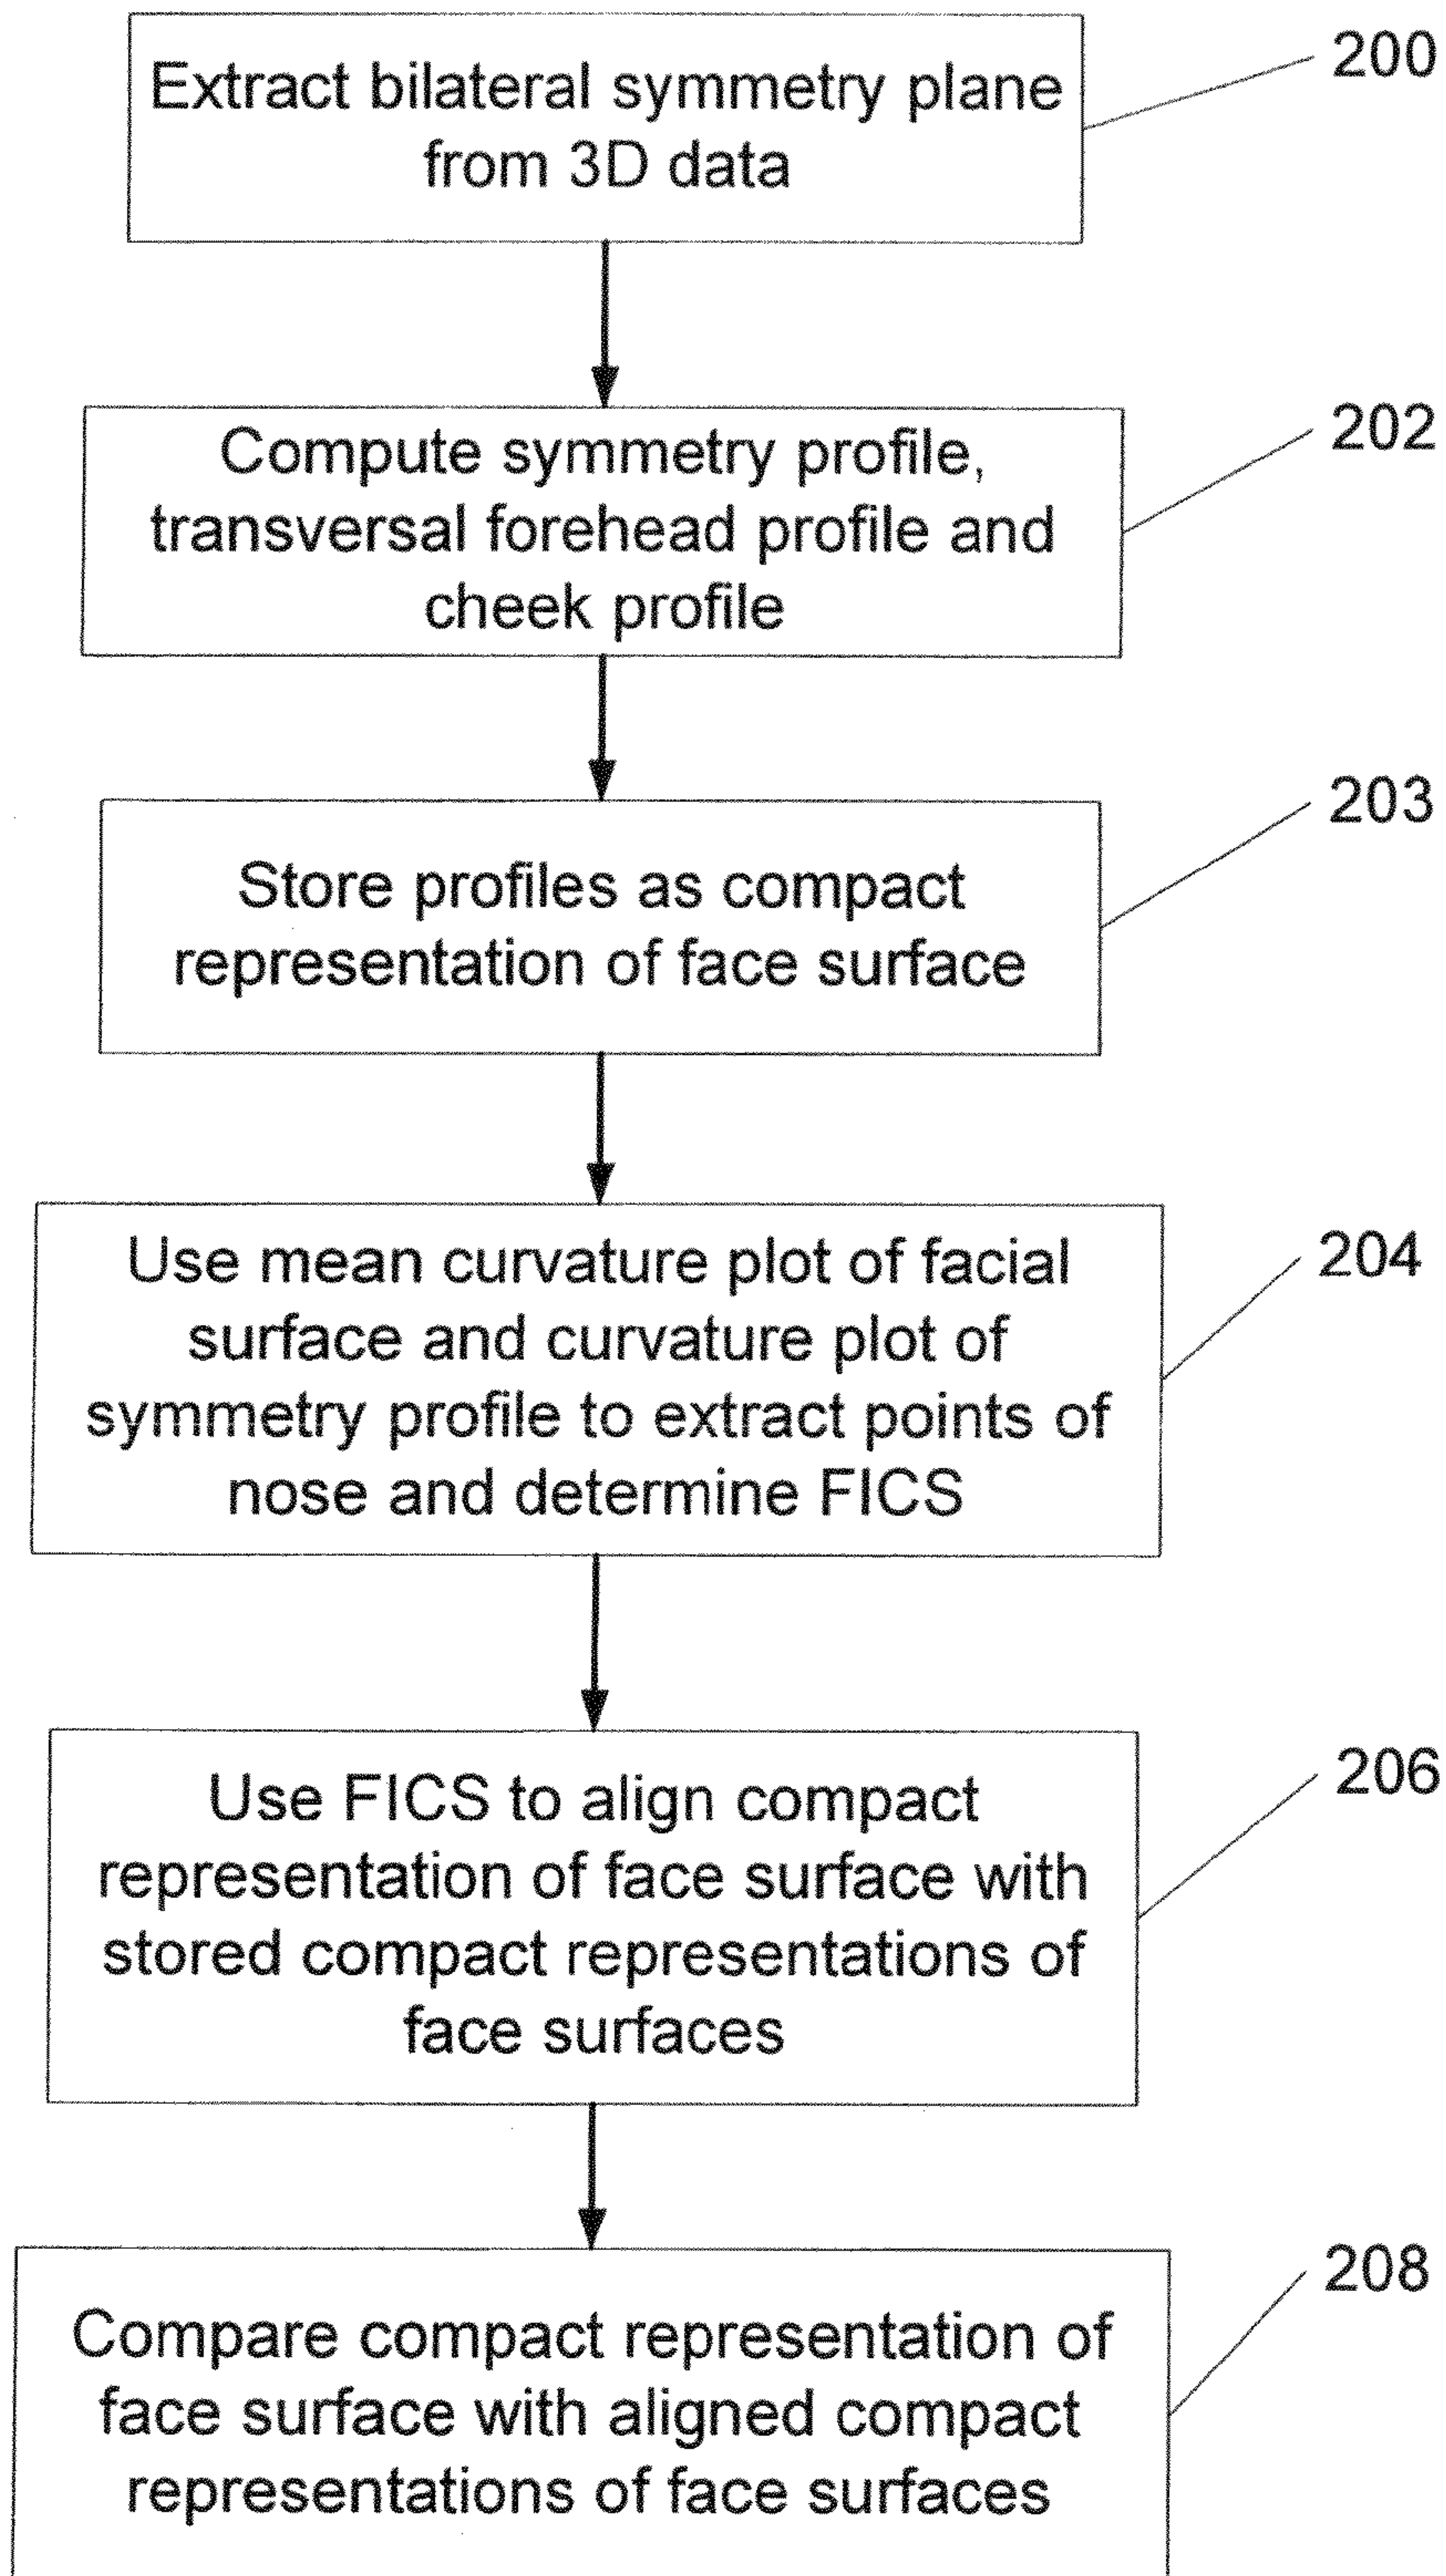 Extract bilateral symmetry plane
from 3D data
200
Compute symmetry profile,
transversal forehead profile and
cheek profile
202
Store profiles as compact
representation of face surface
203
Use mean curvature plot of facial
surface and curvature plot of
symmetry profile to extract points of
nose and determine FICS
204
Use FICS to align compact
representation of face surface with
stored compact representations of
face surfaces
206
Compare compact representation of
face surface with aligned compact
representations of face surfaces
208